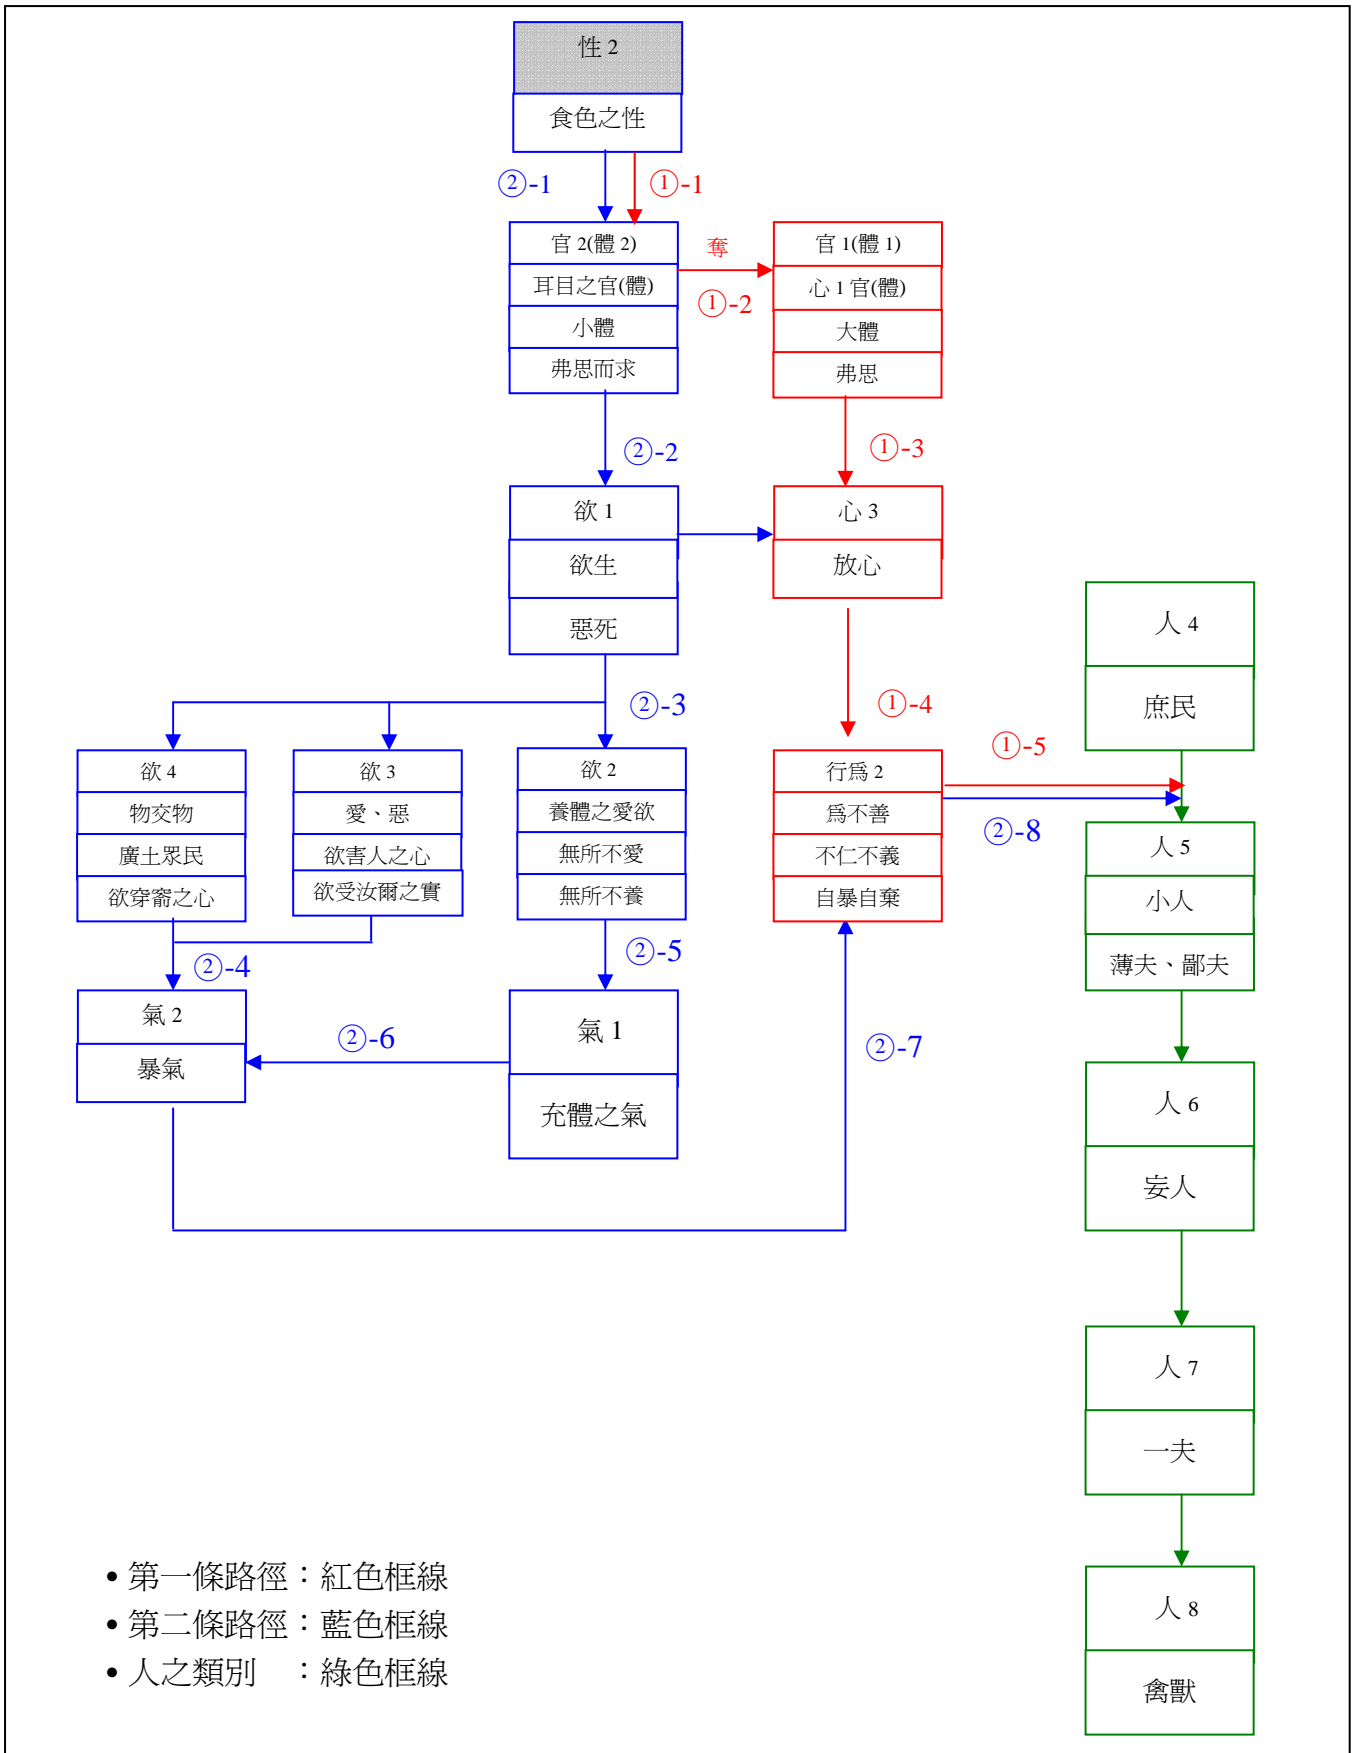 性 2
食色之性
②-1
①-1
官 2(體 2)
耳目之官(體)
小體
弗思而求
奪
①-2
官 1(體 1)
心 1 官(體)
大體
弗思
②-2
①-3
欲 1
欲生
惡死
心 3
放心
②-3
①-4
人 4
庶民
欲 4
物交物
廣土眾民
欲穿窬之心
欲 3
愛、惡
欲害人之心
欲受汝爾之實
欲 2
養體之愛欲
無所不愛
無所不養
行為 2
為不善
不仁不義
自暴自棄
①-5
②-8
人 5
小人
薄夫、鄙夫
②-4
②-5
氣 2
暴氣
②-6
氣 1
充體之氣
②-7
人 6
妄人
人 7
一夫
人 8
禽獸
• 第一條路徑：紅色框線
• 第二條路徑：藍色框線
• 人之類別　：綠色框線